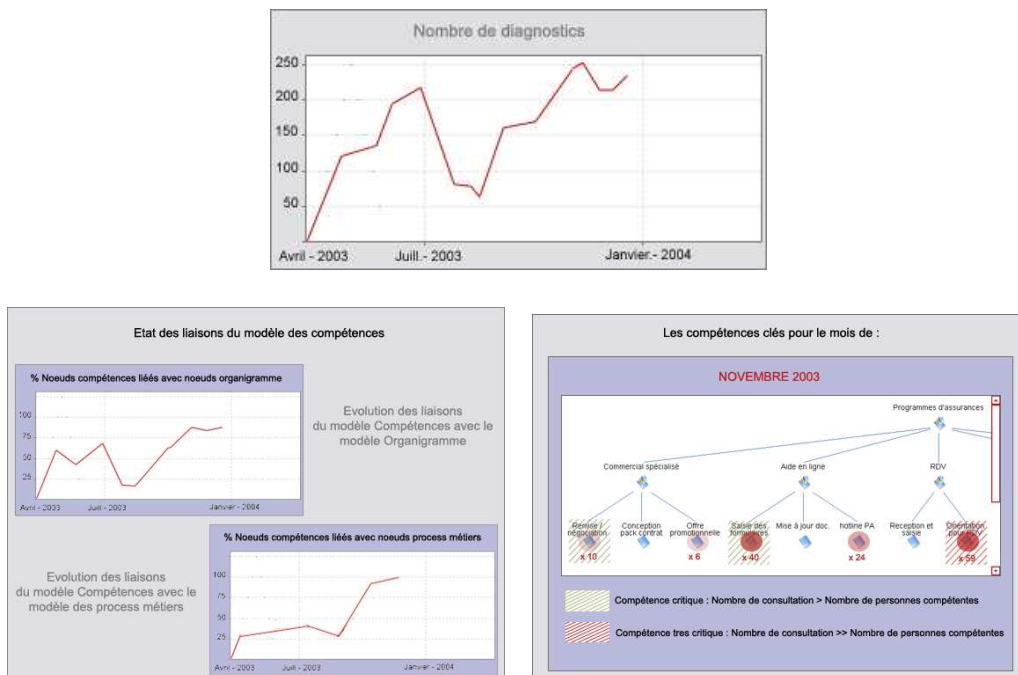 Nombre de diagnostics
250
200
150
100
50
Avril - 2003 Juill.- 2003 Janvier.- 2004
Etat des liaisons du modèle des compétences
% Noeuds compétences liéés avec noeuds organigramme
100
75
50
25
Avril - 2003 Juill - 2003 Janvier - 2004
Evolution des liaisons
du modèle Compétences avec le
modèle Organigramme
% Noeuds compétences liéés avec noeuds process métiers
100
75
50
25
Avril - 2003 Juill - 2003 Janvier - 2004
Evolution des liaisons
du modèle Compétences avec le
modèle des process métiers
Les compétences clés pour le mois de :
NOVEMBRE 2003
Programmes d'assurances
Commercial spécialisé Aide en ligne RDV
Remise / négociation
Conception pack contrat
Offre promotionnelle
Saisie des formulaires
Mise à jour doc.
hotline PA
Reception et saisie
Orientation pour RDV
x 10 x 6 x 40 x 24 x 59
Compétence critique : Nombre de consultation > Nombre de personnes compétentes
Compétence tres critique : Nombre de consultation >> Nombre de personnes compétentes